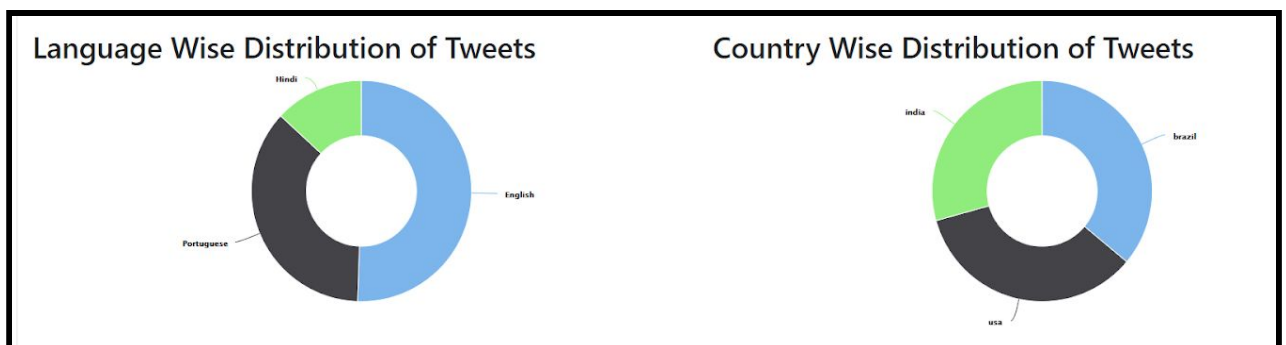 Language Wise Distribution of Tweets
Hindi
English
Portuguese
Country Wise Distribution of Tweets
india
brazil
usa